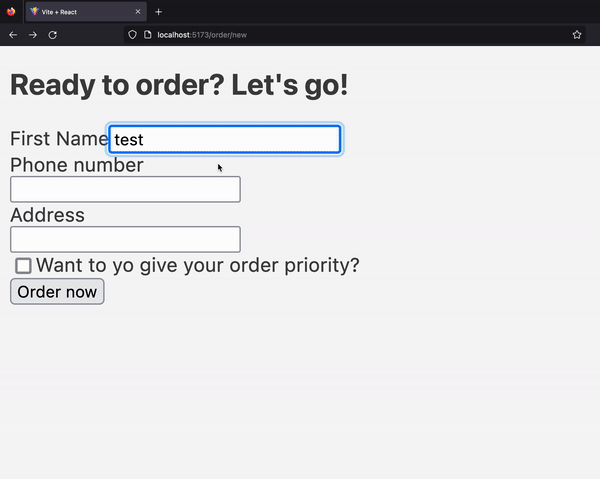 Vite + React
localhost:5173/order/new
Ready to order? Let's go!
First Name test
Phone number
Address
Want to yo give your order priority?
Order now